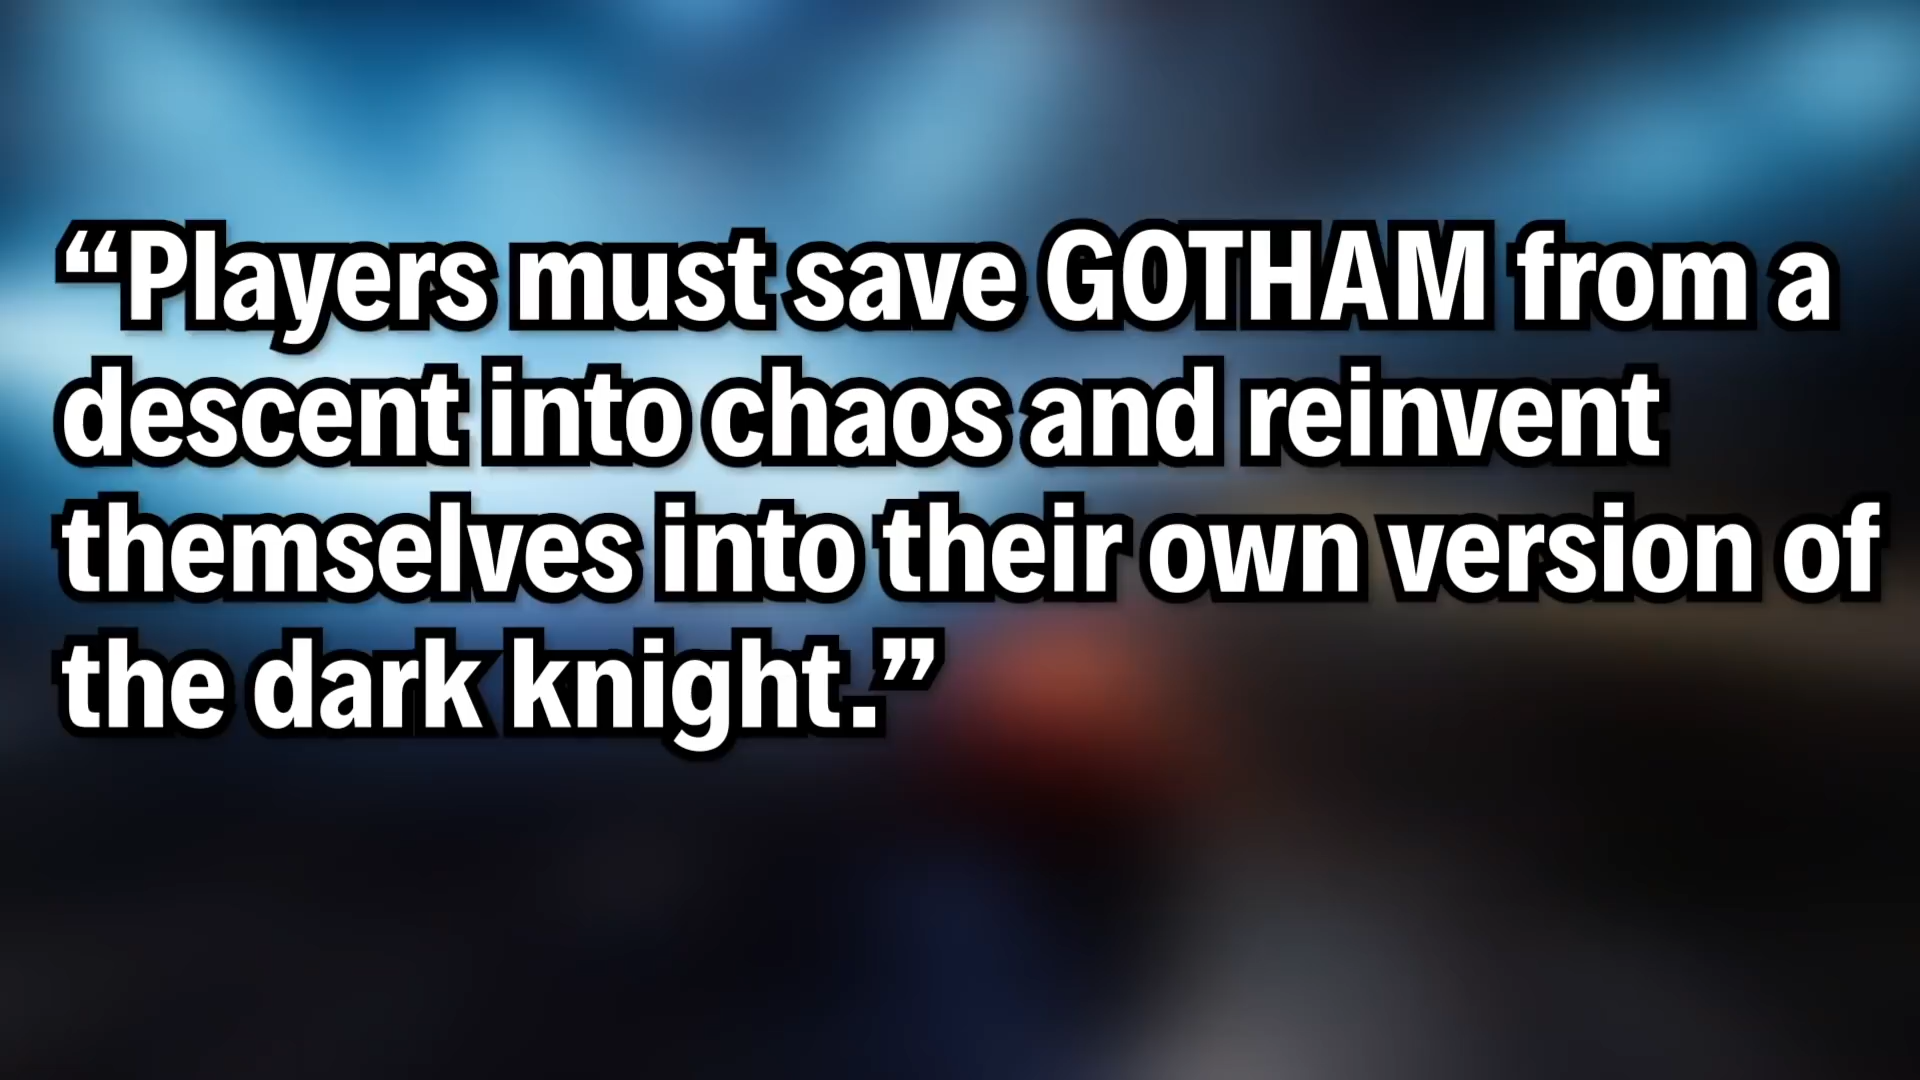 “Players must save GOTHAM from a
descent into chaos and reinvent
themselves into their own version of
the dark knight.”